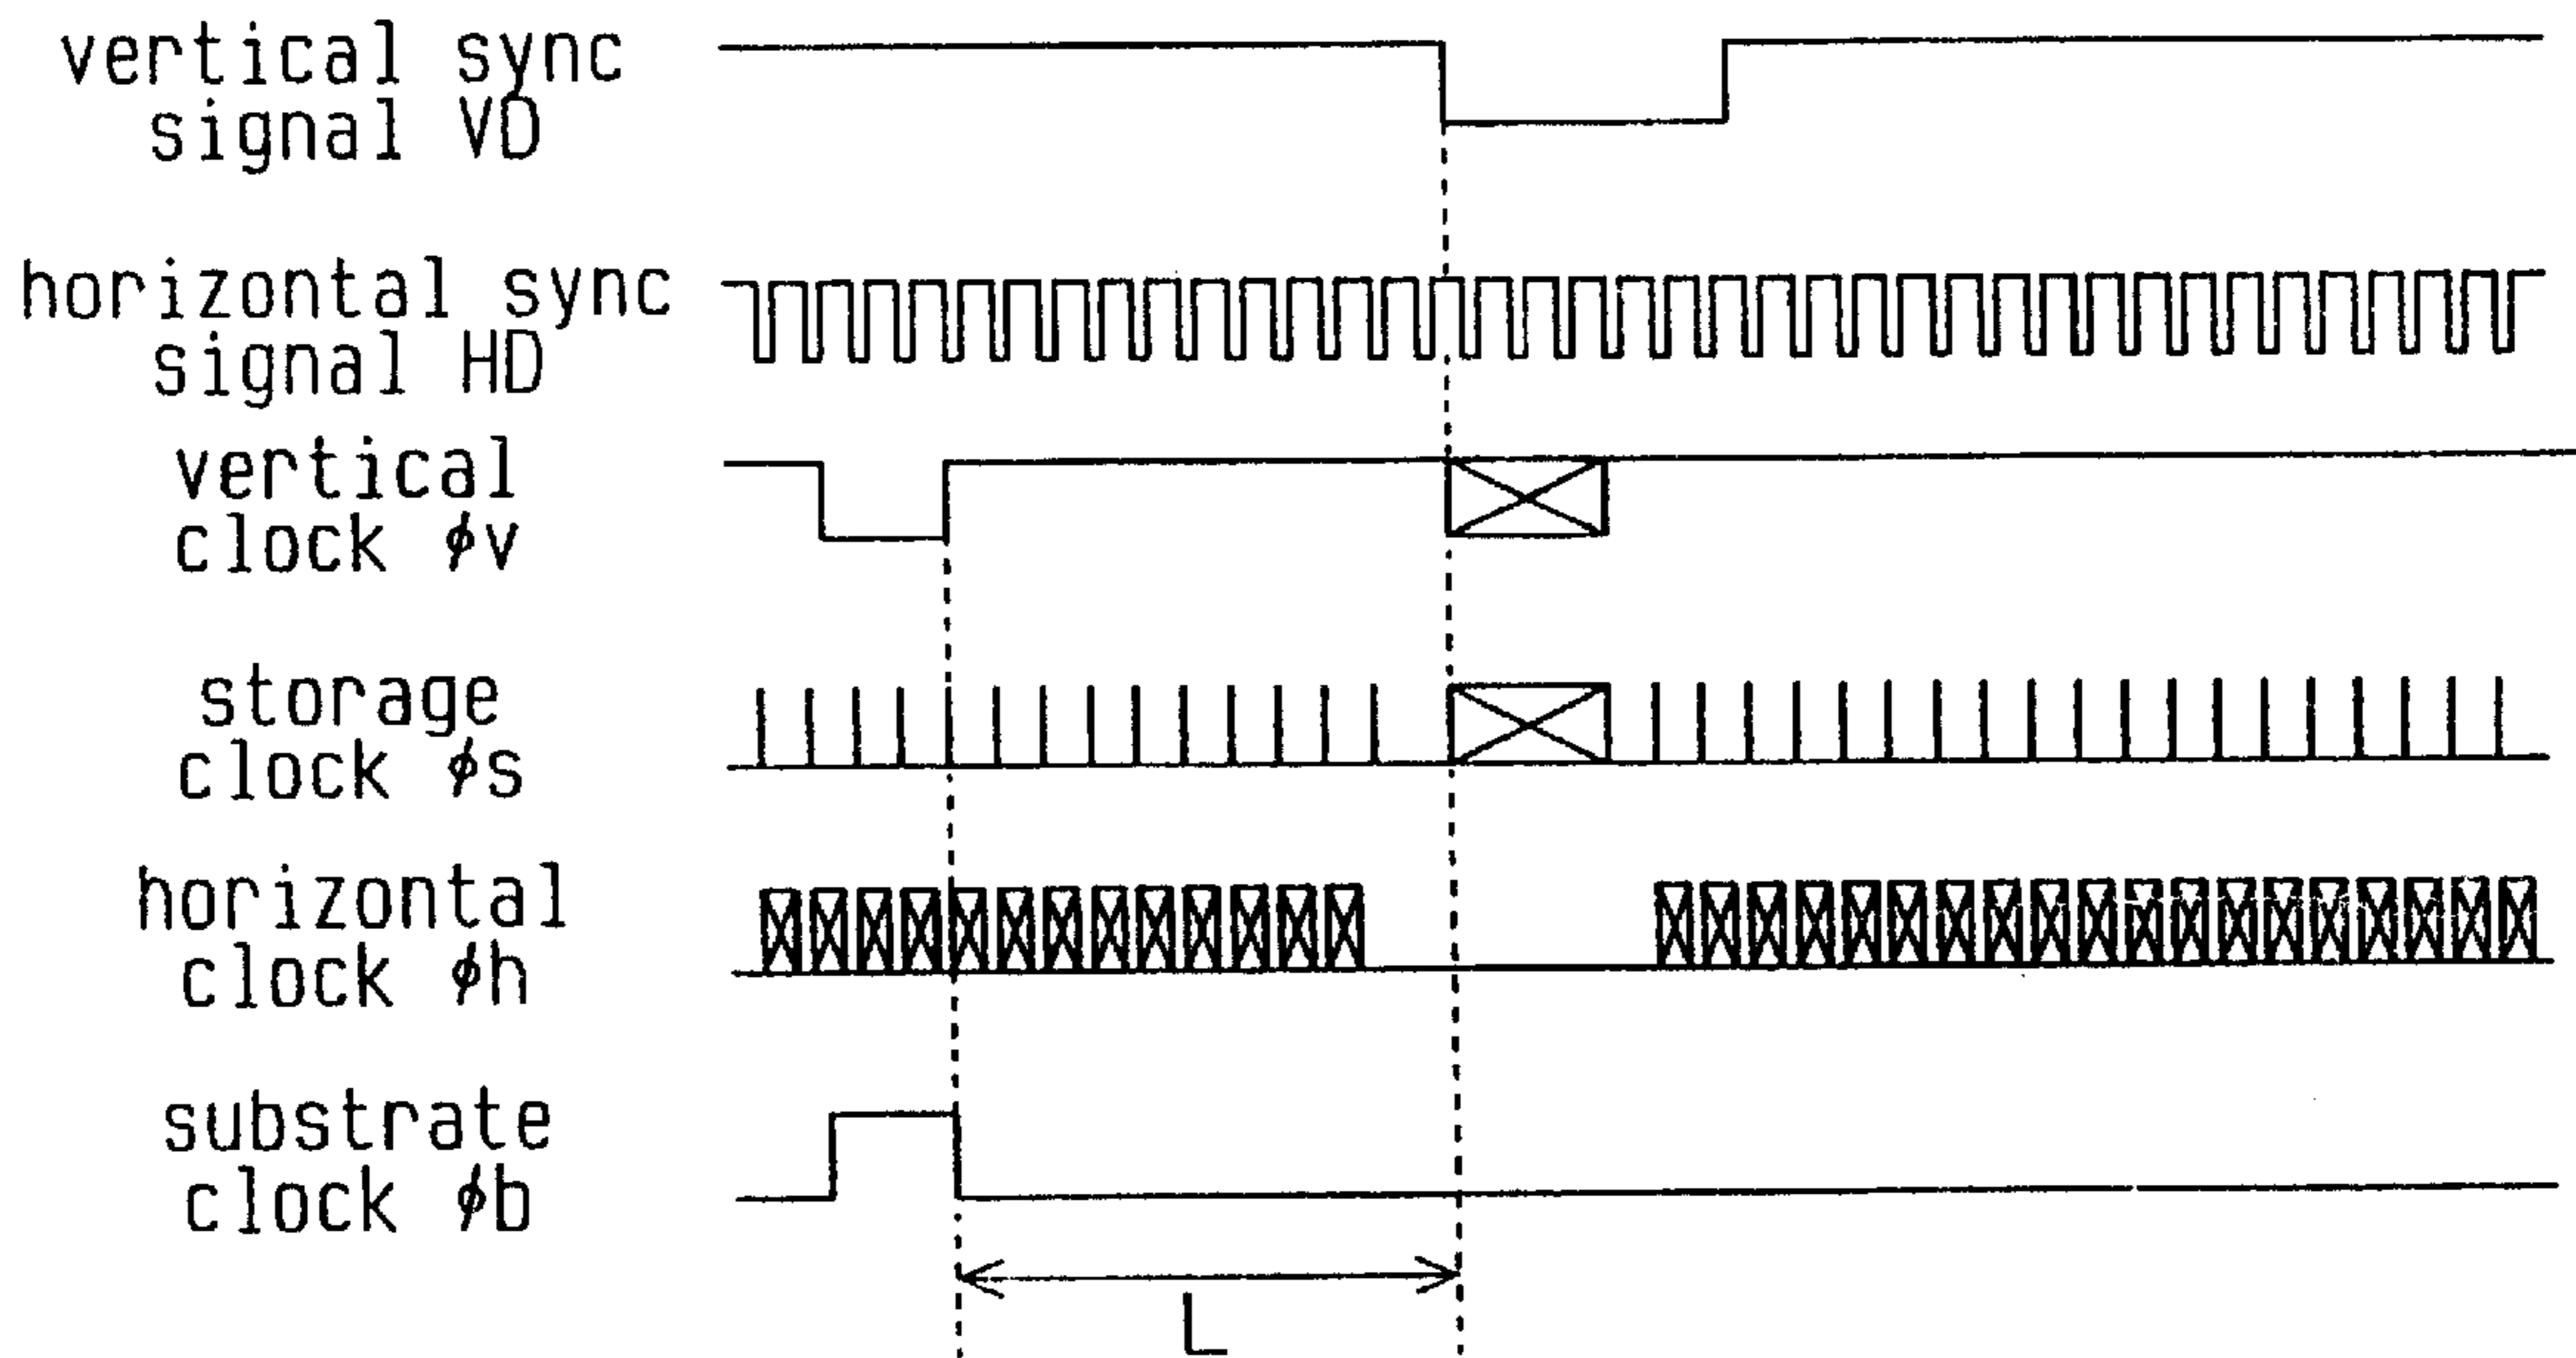 vertical sync
signal VD
horizontal sync
signal HD
vertical
clock ϕv
storage
clock ϕs
horizontal
clock ϕh
substrate
clock ϕb
L